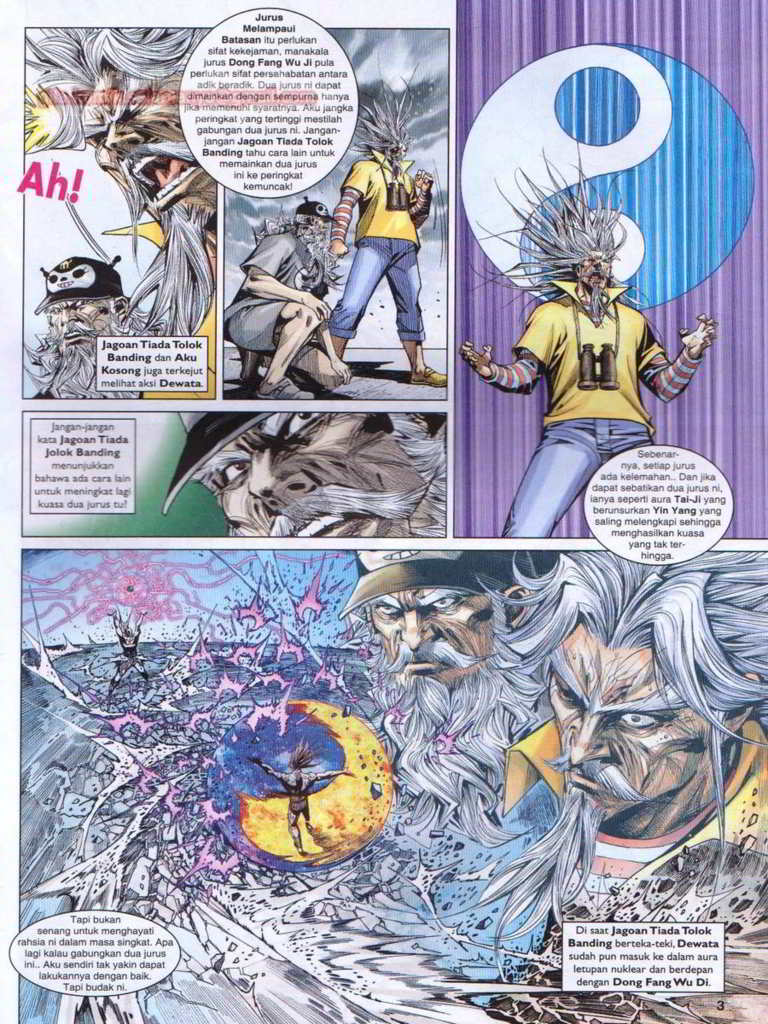 Jurus
Melampaui
Batasan itu perlukan
sifat kekejaman, manakala
jurus Dong Fang Wu Ji pula
perlukan sifat persahabatan antara
adik beradik. Dua jurus ni dapat
dimainkan dengan sempurna hanya
jika memenuhi syaratnya. Aku jangka
peringkat yang tertinggi mestilah
gabungan dua jurus ni. Jangan-
jangan Jagoan Tiada Tolok
Banding tahu cara lain untuk
memainkan dua jurus
ini ke peringkat
kemuncak!
Ah!
Jagoan Tiada Tolok
Banding dan Aku
Kosong juga terkejut
melihat aksi Dewata.
Jangan-jangan
kata Jagoan Tiada
Jolok Banding
menunjukkan
bahawa ada cara lain
untuk meningkat lagi
kuasa dua jurus tu?
Sebenar-
nya, setiap jurus
ada kelemahan.. Dan jika
dapat sebatikan dua jurus ni,
ianya seperti aura Tai-Ji yang
berunsurkan Yin Yang yang
saling melengkapi sehingga
menghasilkan kuasa
yang tak ter-
hingga.
Tapi bukan
senang untuk menghayati
rahsia ni dalam masa singkat. Apa
lagi kalau gabungkan dua jurus
ini.. Aku sendiri tak yakin dapat
lakukannya dengan baik.
Tapi budak ni.
Di saat Jagoan Tiada Tolok
Banding berteka-teki, Dewata
sudah pun masuk ke dalam aura
letupan nuklear dan berdepan
dengan Dong Fang Wu Di.
3